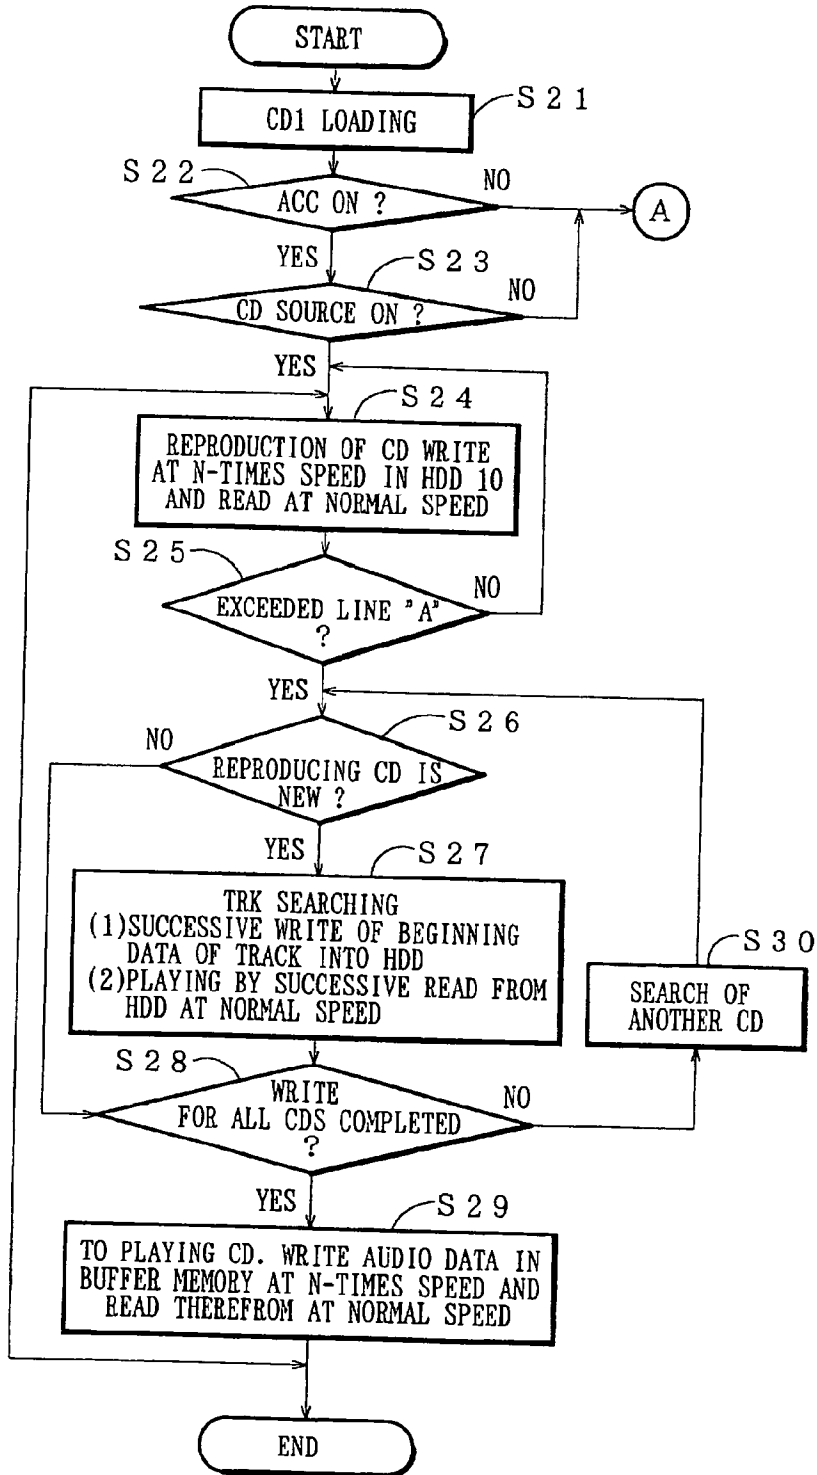 START
S21
CD1 LOADING
S22
ACC ON ?
NO
A
YES
S23
CD SOURCE ON ?
NO
YES
S24
REPRODUCTION OF CD WRITE
AT N-TIMES SPEED IN HDD 10
AND READ AT NORMAL SPEED
S25
EXCEEDED LINE "A"
?
NO
YES
S26
REPRODUCING CD IS
NEW ?
NO
YES
S27
TRK SEARCHING
(1)SUCCESSIVE WRITE OF BEGINNING
DATA OF TRACK INTO HDD
(2)PLAYING BY SUCCESSIVE READ FROM
HDD AT NORMAL SPEED
S30
SEARCH OF
ANOTHER CD
S28
WRITE
FOR ALL CDS COMPLETED
?
NO
YES
S29
TO PLAYING CD. WRITE AUDIO DATA IN
BUFFER MEMORY AT N-TIMES SPEED AND
READ THEREFROM AT NORMAL SPEED
END